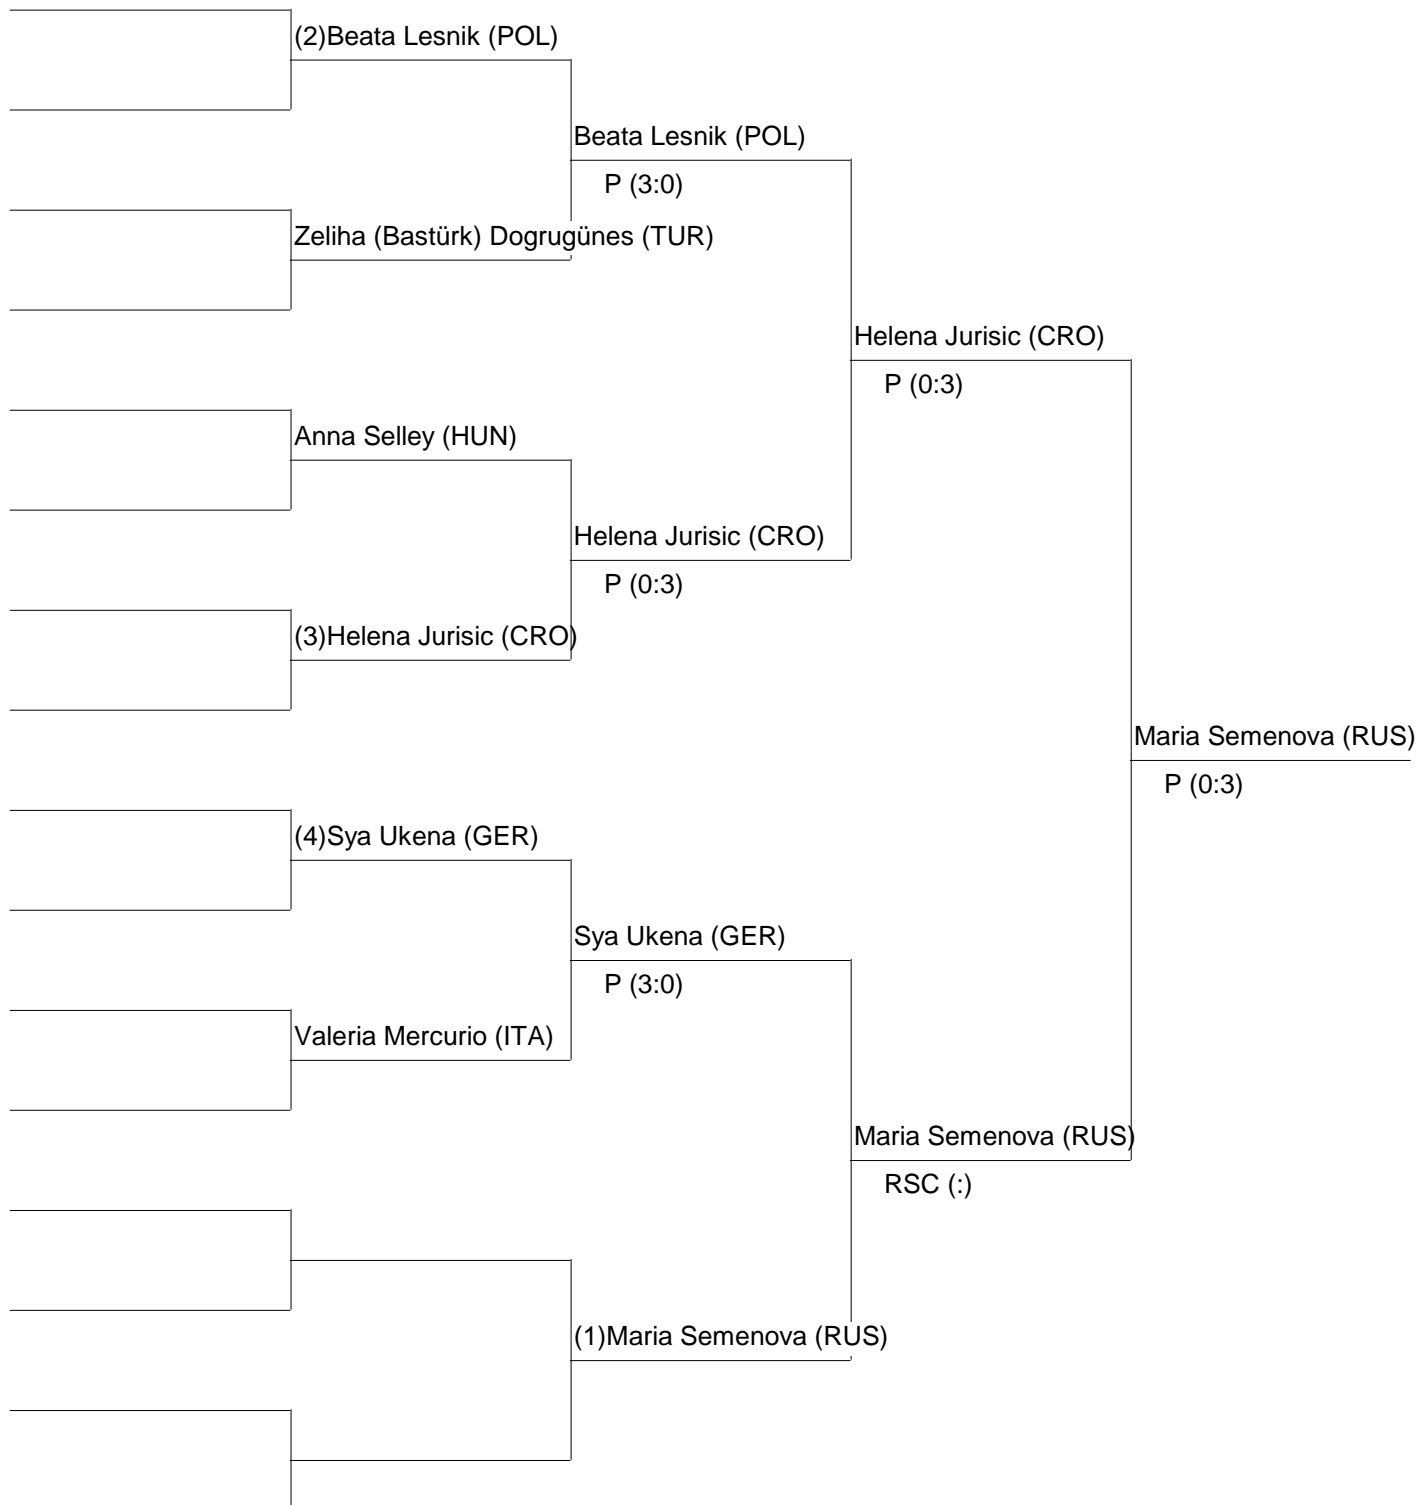 (2)Beata Lesnik (POL)
Beata Lesnik (POL)
P (3:0)
Zeliha (Bastürk) Dogrugünes (TUR)
Helena Jurisic (CRO)
P (0:3)
Anna Selley (HUN)
Helena Jurisic (CRO)
P (0:3)
(3)Helena Jurisic (CRO)
Maria Semenova (RUS)
P (0:3)
(4)Sya Ukena (GER)
Sya Ukena (GER)
P (3:0)
Valeria Mercurio (ITA)
Maria Semenova (RUS)
RSC (:)
(1)Maria Semenova (RUS)